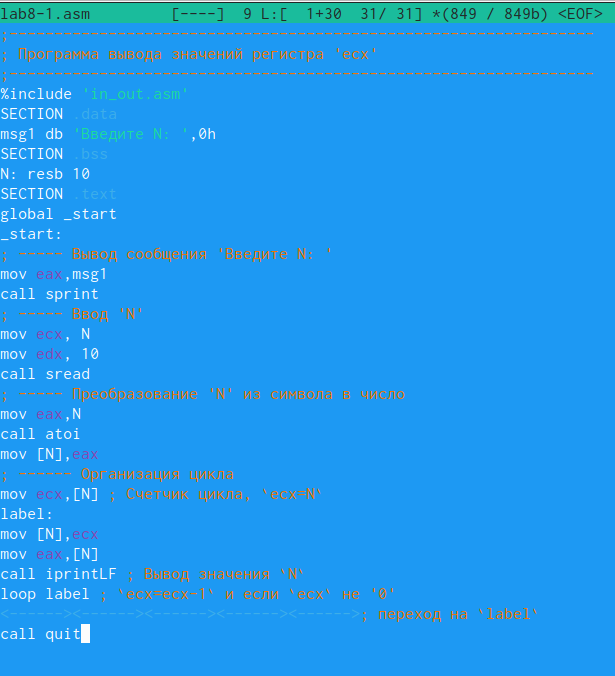 lab8-1.asm [----] 9 L:[ 1+30 31/ 31] *(849 / 849b) <EOF>
;-----------------------------------------------------------------
; Программа вывода значений регистра 'ecx'
;-----------------------------------------------------------------
%include 'in_out.asm'
SECTION .data
msg1 db 'Введите N: ',0h
SECTION .bss
N: resb 10
SECTION .text
global _start
_start:
; ----- Вывод сообщения 'Введите N: '
mov eax,msg1
call sprint
; ----- Ввод 'N'
mov ecx, N
mov edx, 10
call sread
; ----- Преобразование 'N' из символа в число
mov eax,N
call atoi
mov [N],eax
; ------ Организация цикла
mov ecx,[N] ; Счетчик цикла, `ecx=N`
label:
mov [N],ecx
mov eax,[N]
call iprintLF ; Вывод значения `N`
loop label ; `ecx=ecx-1` и если `ecx` не '0'
<------><------><------><------><------>; переход на `label`
call quit